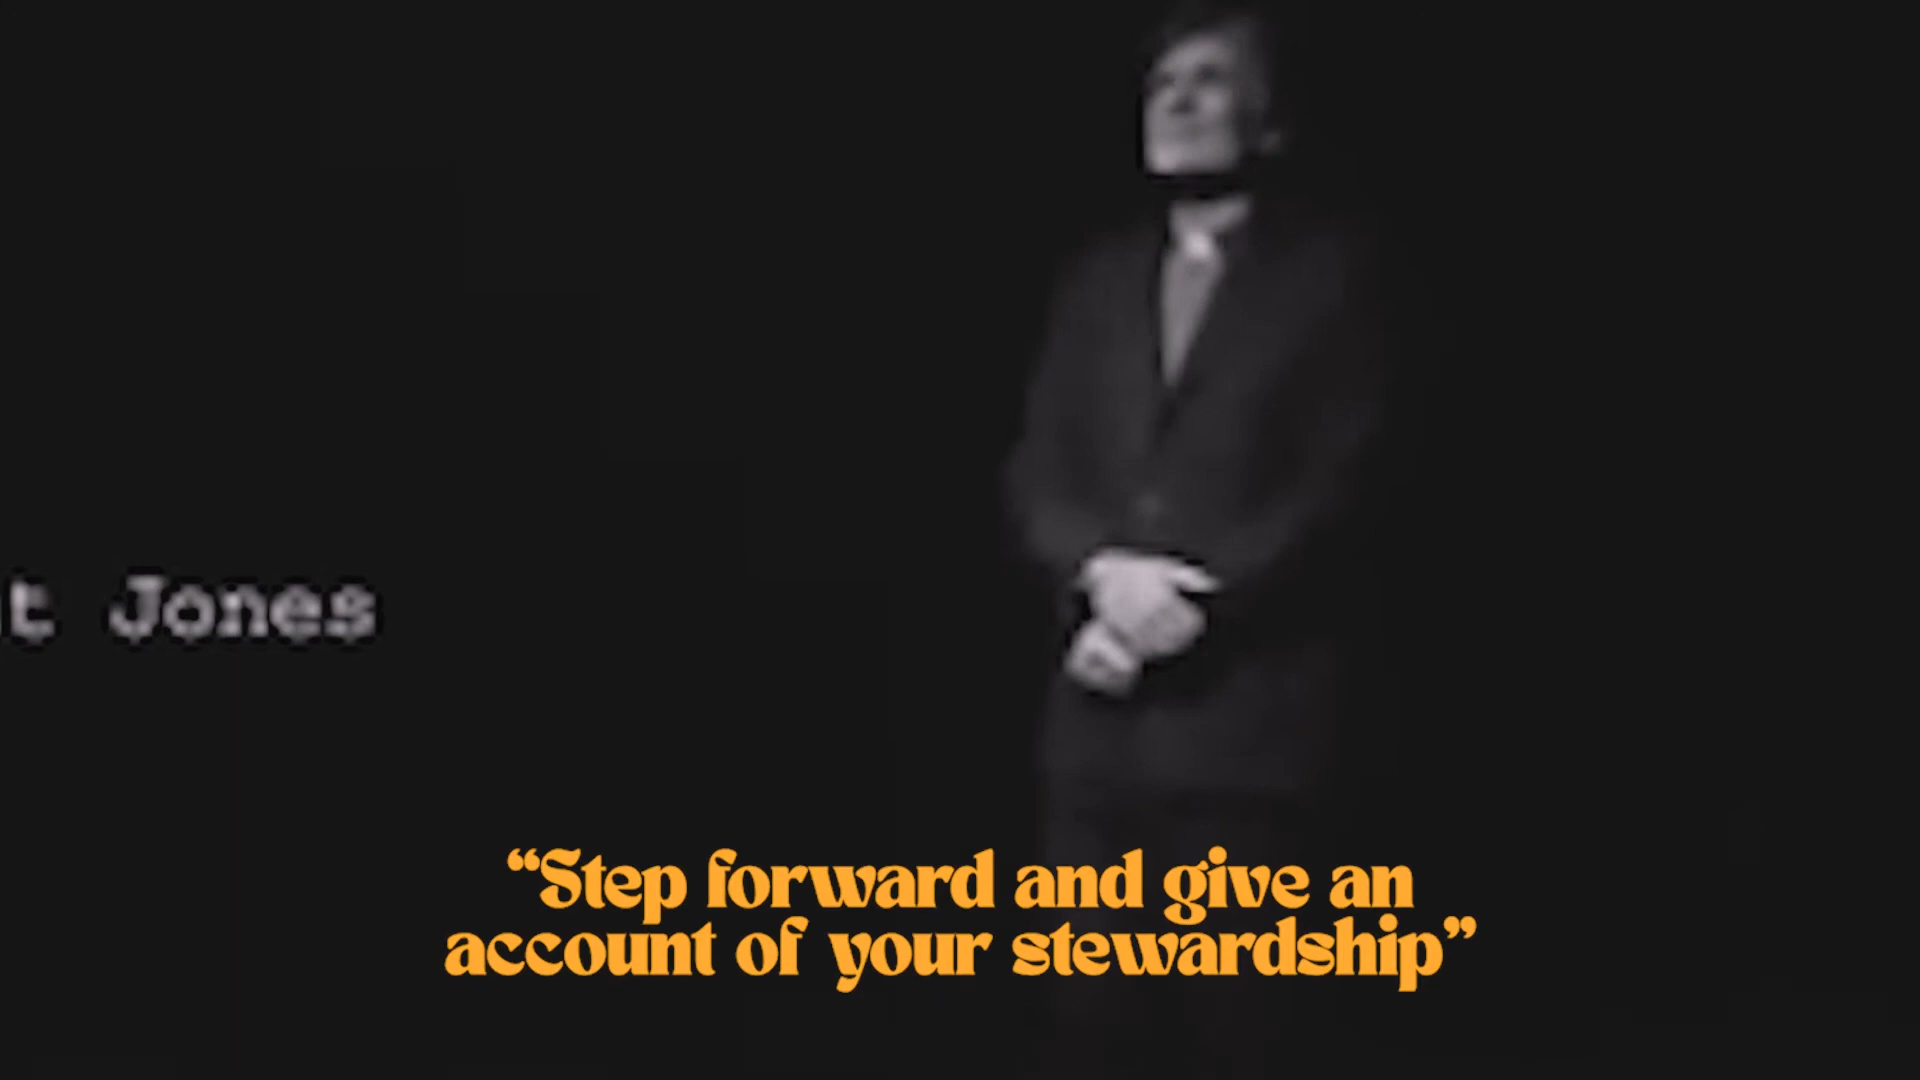 t Jones
“Step forward and give an
account of your stewardship”